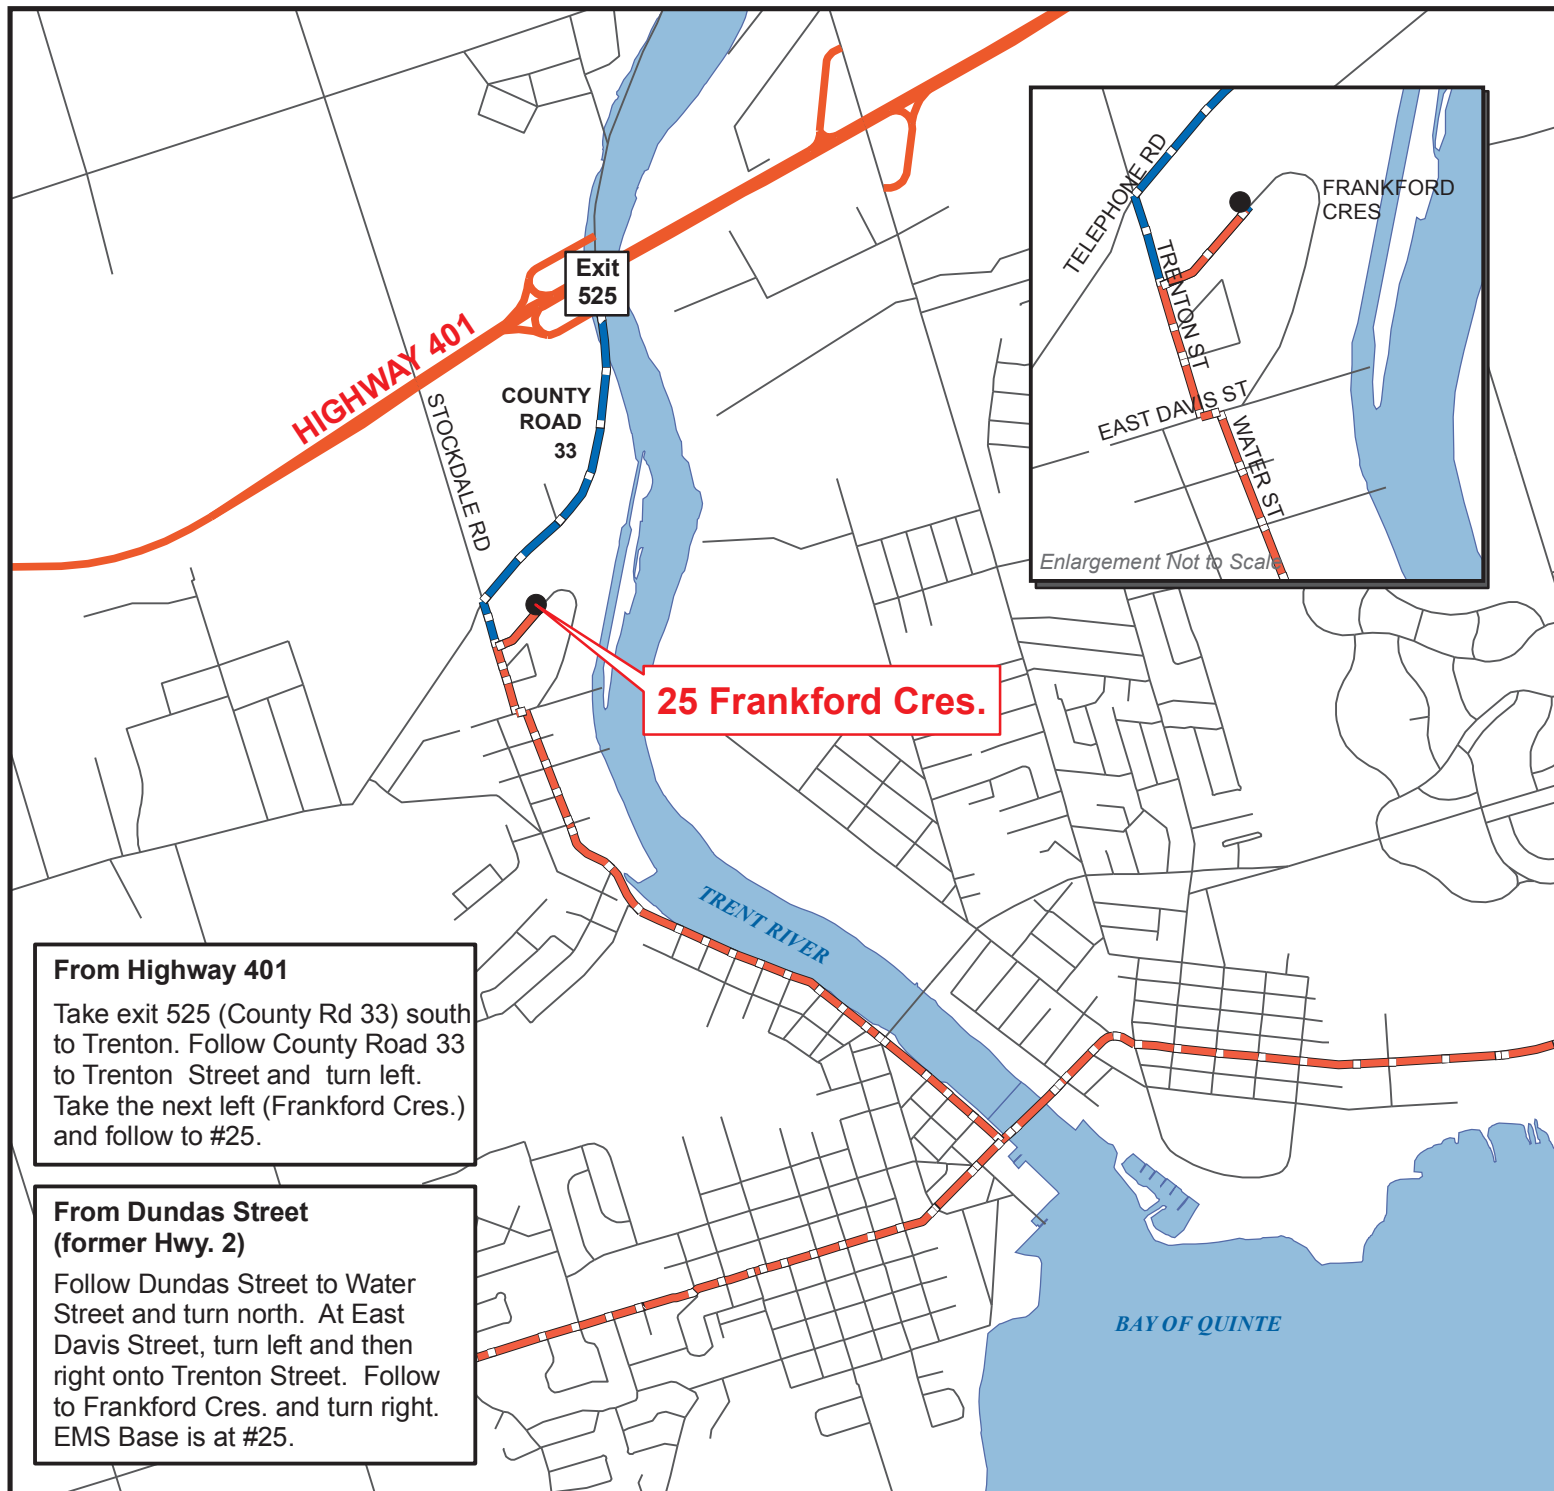 Exit
525
HIGHWAY 401
COUNTY
ROAD
33
STOCKDALE RD
25 Frankford Cres.
TRENT RIVER
BAY OF QUINTE
TELEPHONE RD
FRANKFORD
CRES
TRENTON ST
EAST DAVIS ST
WATER ST
Enlargement Not to Scale
From Highway 401
Take exit 525 (County Rd 33) south
to Trenton. Follow County Road 33
to Trenton  Street and  turn left.
Take the next left (Frankford Cres.)
and follow to #25.
From Dundas Street
(former Hwy. 2)
Follow Dundas Street to Water
Street and turn north.  At East
Davis Street, turn left and then
right onto Trenton Street.  Follow
to Frankford Cres. and turn right.
EMS Base is at #25.